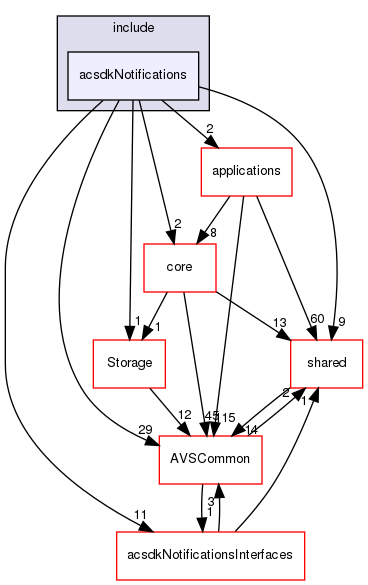 include
acsdkNotifications
2
applications
2
8
core
1
1
13
60
9
Storage
shared
29
12
45
115
14
2
1
AVSCommon
11
3
1
acsdkNotificationsInterfaces